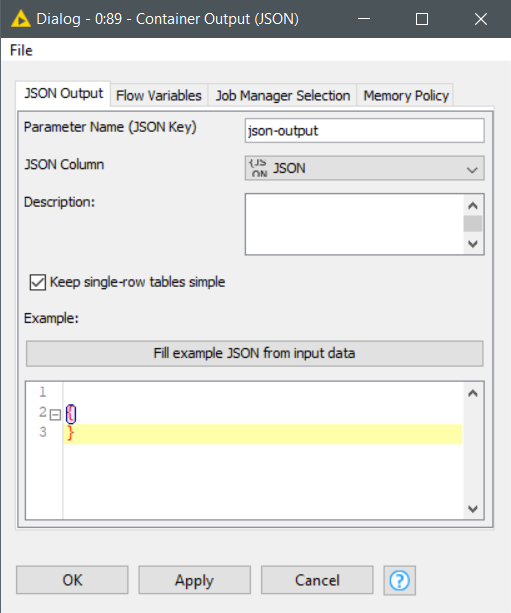 Dialog - 0:89 - Container Output (JSON)
File
JSON Output Flow Variables Job Manager Selection Memory Policy
Parameter Name (JSON Key) json-output
JSON Column {JS ON JSON
Description:
Keep single-row tables simple
Example:
Fill example JSON from input data
1
2 {
3 }
OK Apply Cancel ?